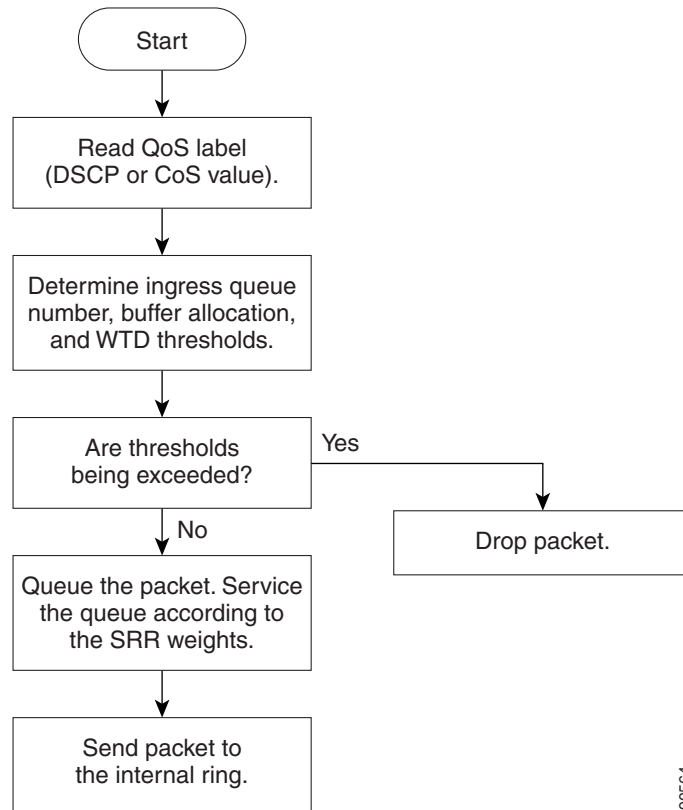 Start
Read QoS label
(DSCP or CoS value).
Determine ingress queue
number, buffer allocation,
and WTD thresholds.
Are thresholds
being exceeded?
Yes
No
Drop packet.
Queue the packet. Service
the queue according to
the SRR weights.
Send packet to
the internal ring.